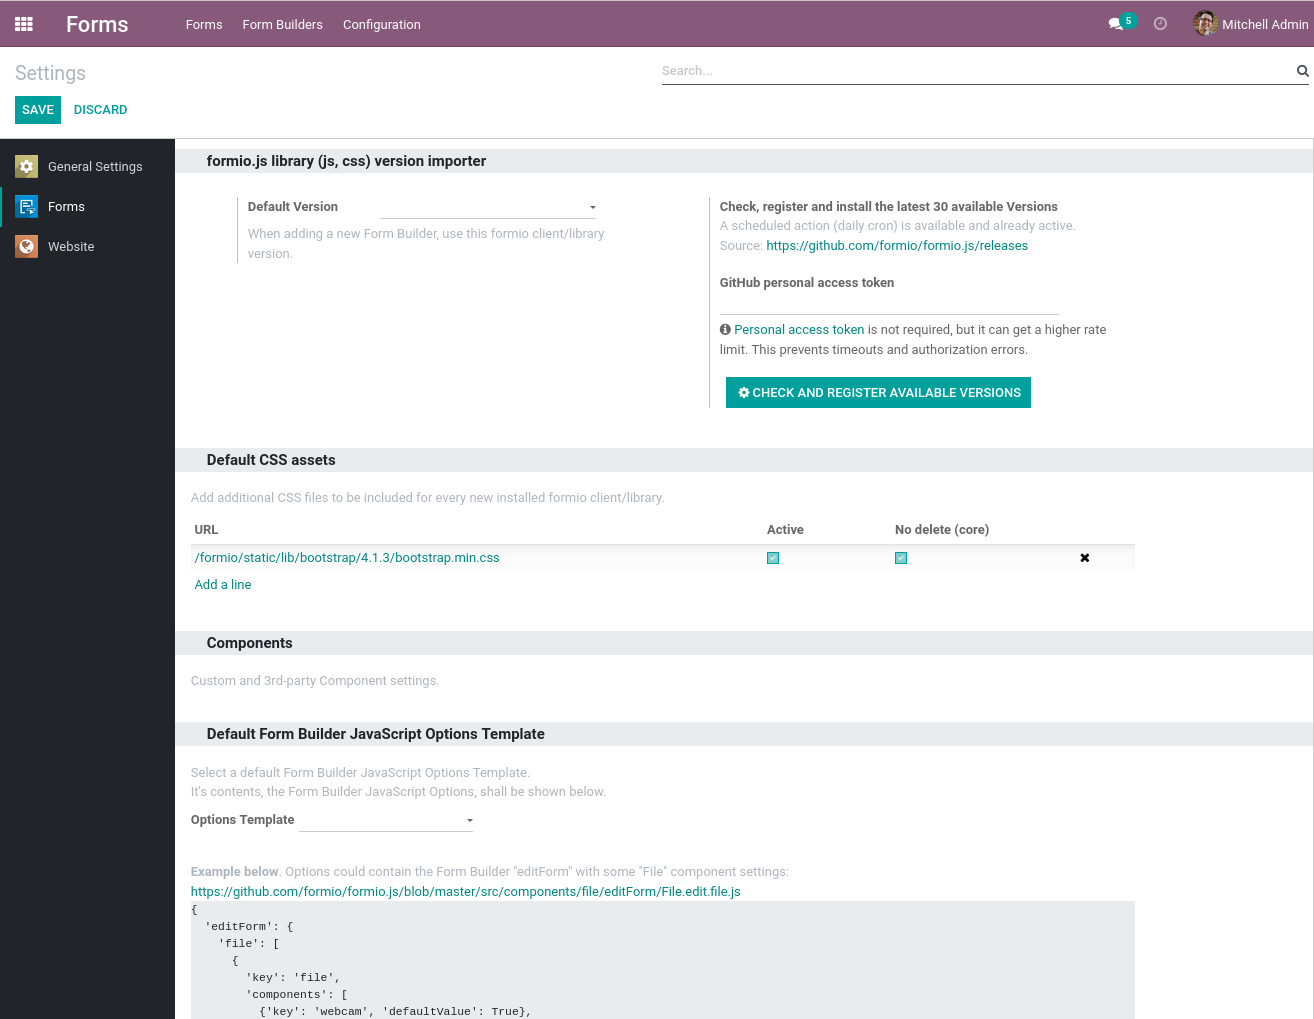 Forms
Forms
Form Builders
Configuration
5
Mitchell Admin
Settings
Search...
SAVE
DISCARD
General Settings
Forms
Website
formio.js library (js, css) version importer
Default Version
When adding a new Form Builder, use this formio client/library
version.
Check, register and install the latest 30 available Versions
A scheduled action (daily cron) is available and already active.
Source: https://github.com/formio/formio.js/releases
GitHub personal access token
Personal access token is not required, but it can get a higher rate
limit. This prevents timeouts and authorization errors.
CHECK AND REGISTER AVAILABLE VERSIONS
Default CSS assets
Add additional CSS files to be included for every new installed formio client/library.
URL
Active
No delete (core)
/formio/static/lib/bootstrap/4.1.3/bootstrap.min.css
Add a line
Components
Custom and 3rd-party Component settings.
Default Form Builder JavaScript Options Template
Select a default Form Builder JavaScript Options Template.
It's contents, the Form Builder JavaScript Options, shall be shown below.
Options Template
Example below. Options could contain the Form Builder "editForm" with some "File" component settings:
https://github.com/formio/formio.js/blob/master/src/components/file/editForm/File.edit.file.js
{
  'editForm': {
    'file': [
      {
        'key': 'file',
        'components': [
          {'key': 'webcam', 'defaultValue': True},